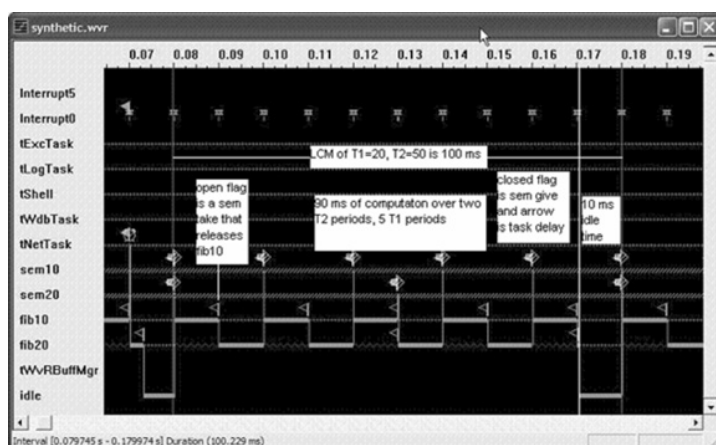 synthetic.wvr
0.07 0.08 0.09 0.10 0.11 0.12 0.13 0.14 0.15 0.16 0.17 0.18 0.19
Interrupt5
Interrupt0
tExcTask
tLogTask
tShell
tWdbTask
tNetTask
sem10
sem20
fib10
fib20
tWvRBuffMgr
idle
LCM of T1=20, T2=50 is 100 ms
open flag
is a sem
take that
releases
fib10
90 ms of computaton over two
T2 periods, 5 T1 periods
closed flag
is sem give
and arrow
is task delay
10 ms
idle
time
Interval [0.079745 s - 0.179974] Duration (100.229 ms)